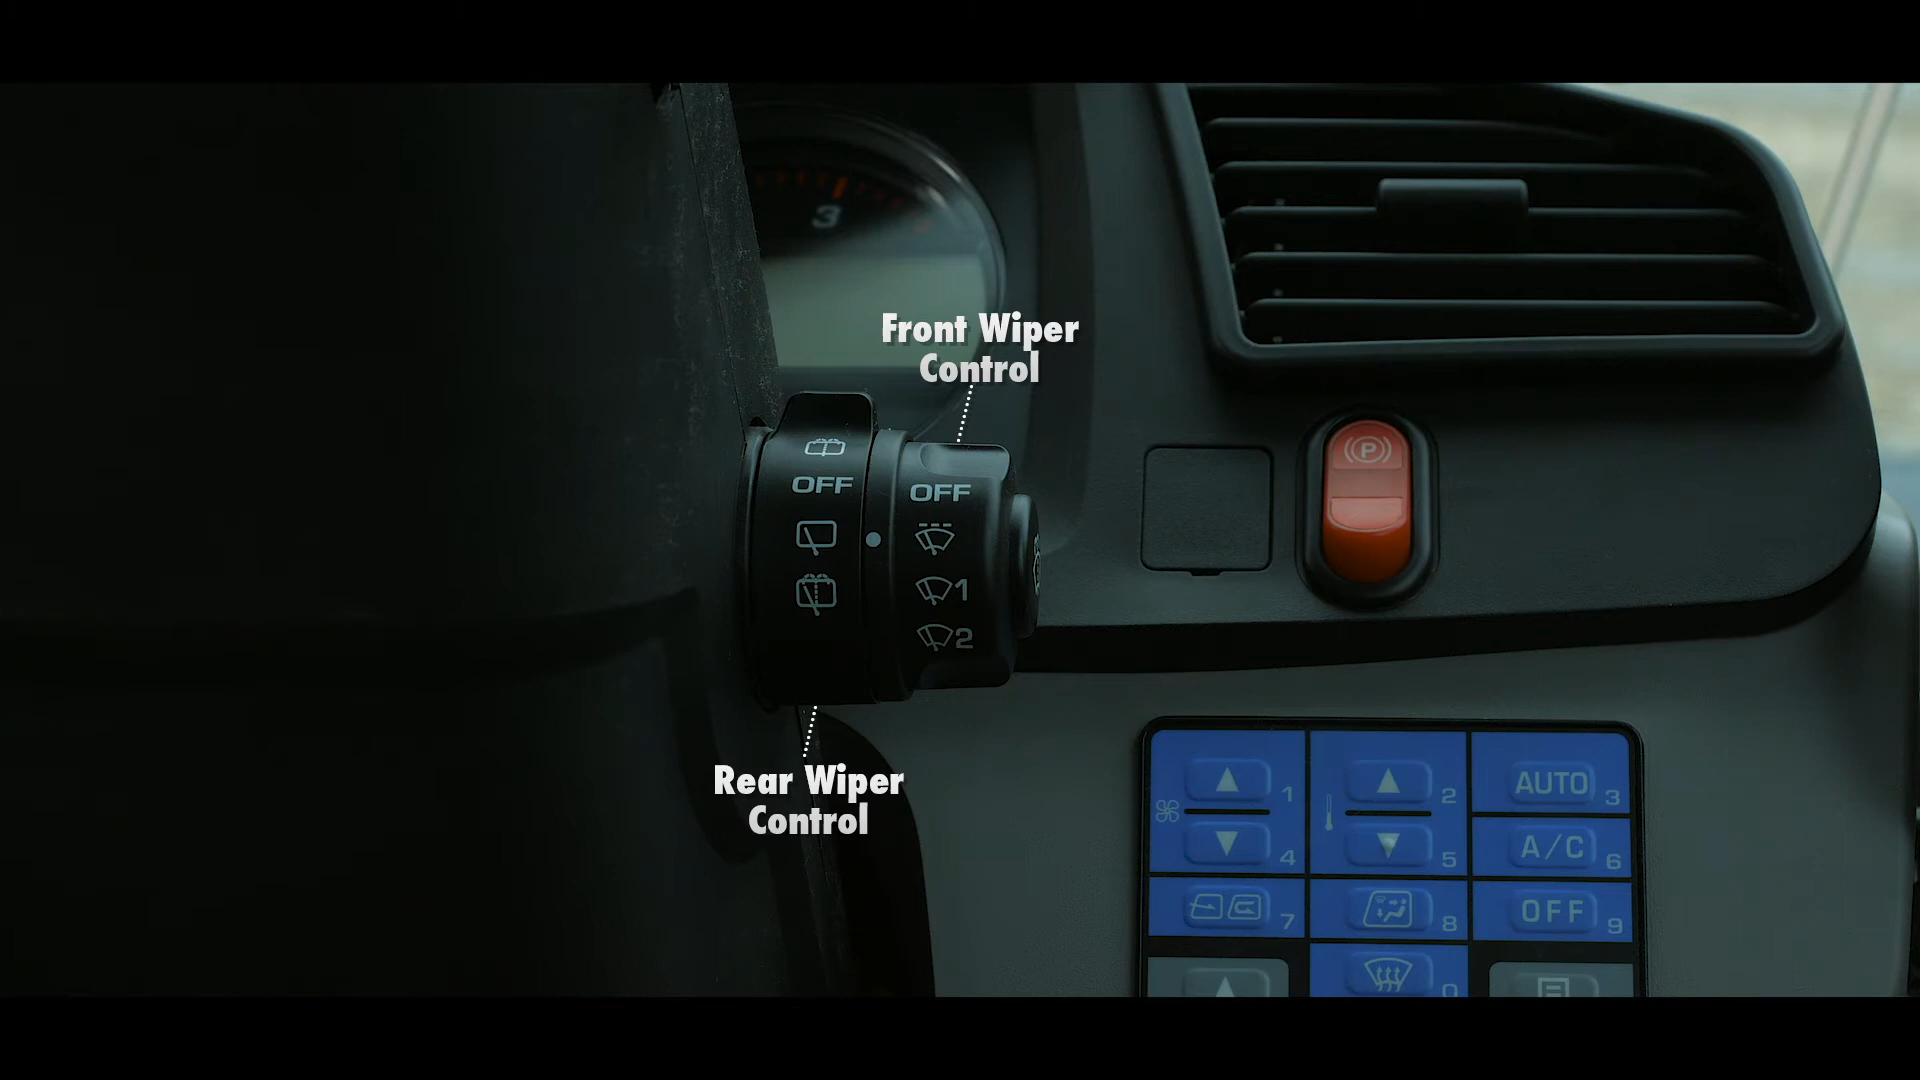 3
Front Wiper
Control
OFF
OFF
1
2
Rear Wiper
Control
P
1
2
AUTO 3
4
5
A/C 6
7
8
OFF 9
0